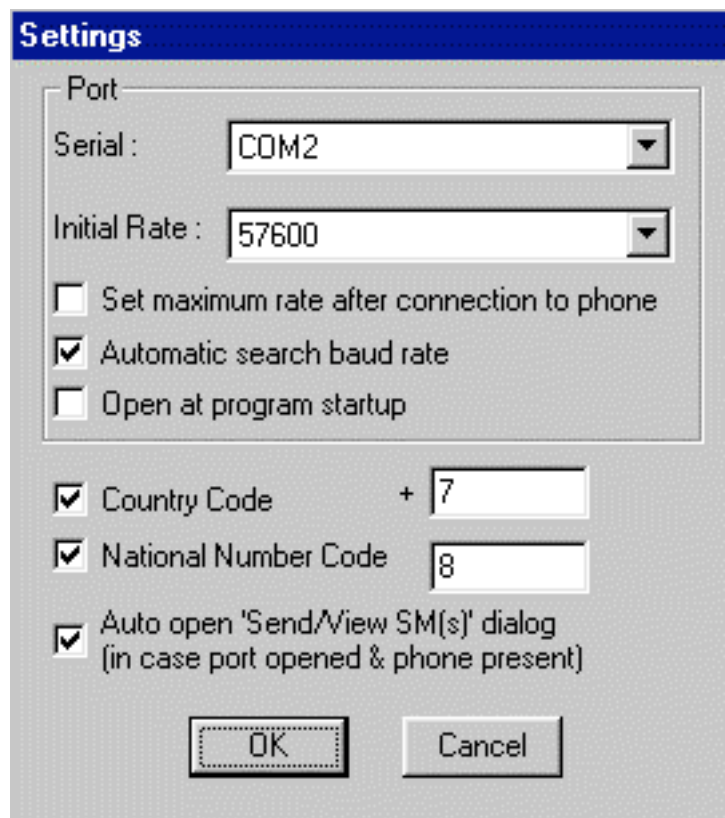 Settings
Port
Serial :
COM2
Initial Rate :
57600
Set maximum rate after connection to phone
Automatic search baud rate
Open at program startup
Country Code + 7
National Number Code 8
Auto open 'Send/View SM(s)' dialog
(in case port opened & phone present)
OK Cancel